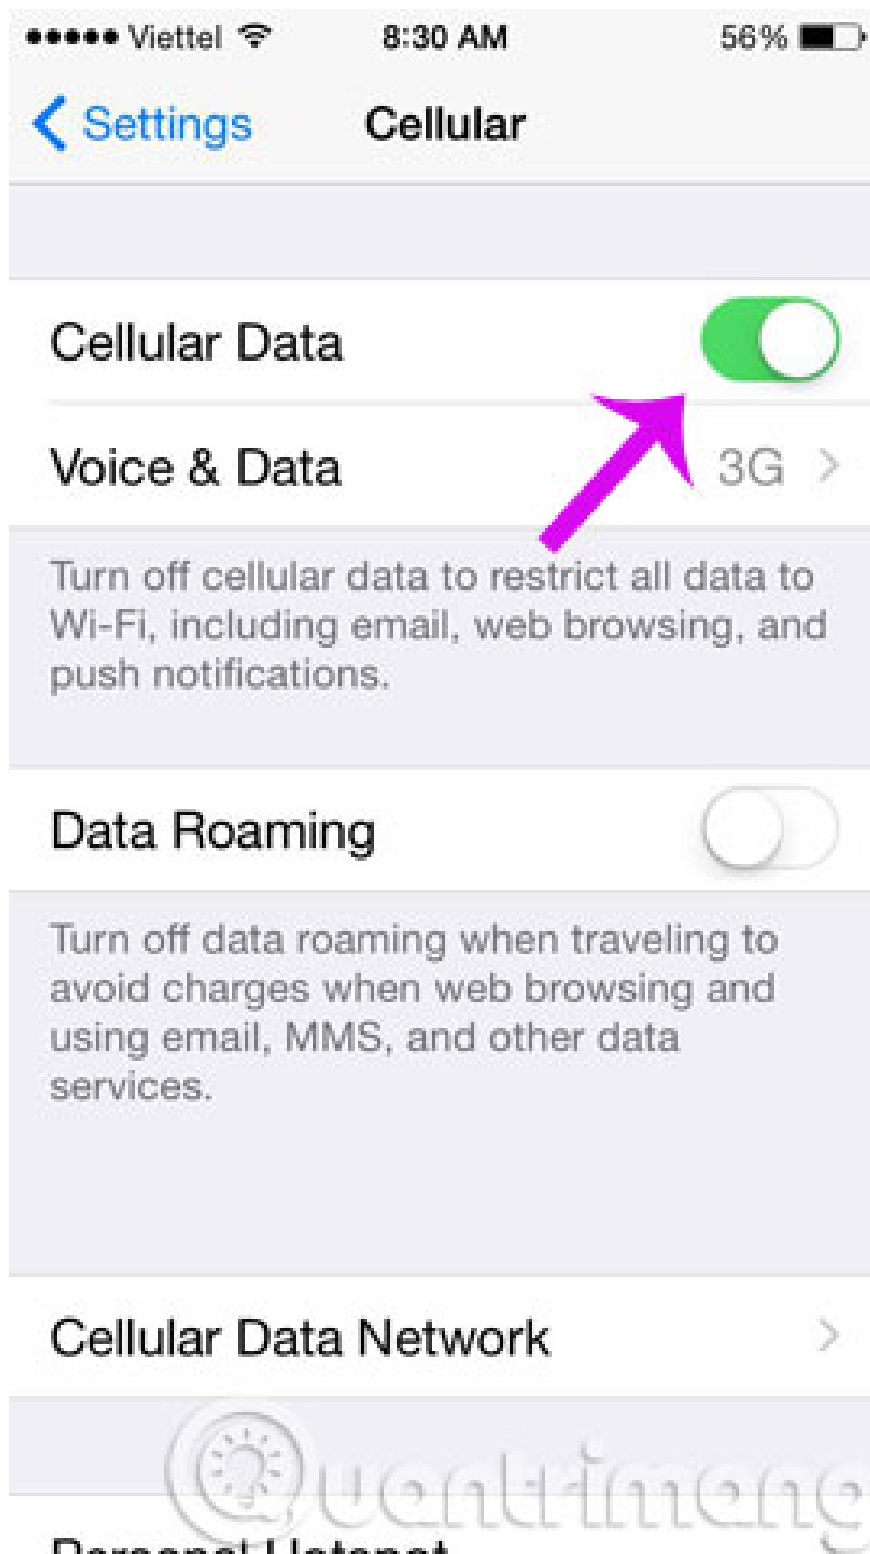 Viettel 8:30 AM 56%
Settings Cellular
Cellular Data
Voice & Data 3G
Turn off cellular data to restrict all data to
Wi-Fi, including email, web browsing, and
push notifications.
Data Roaming
Turn off data roaming when traveling to
avoid charges when web browsing and
using email, MMS, and other data
services.
Cellular Data Network
Quantrimang
Personal Hotspot